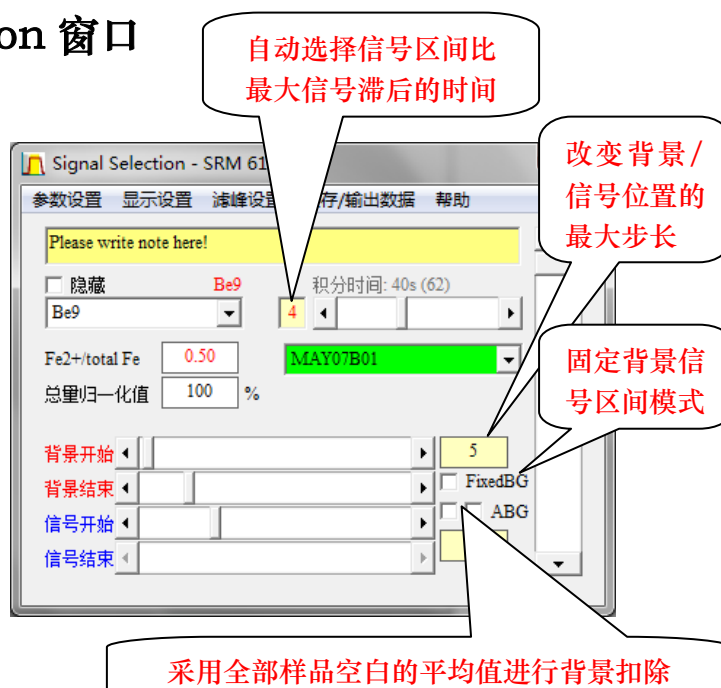 on 窗口
自动选择信号区间比
最大信号滞后的时间
改变背景/
信号位置的
最大步长
Signal Selection - SRM 61
参数设置 显示设置 滤峰设置 存/输出数据 帮助
Please write note here!
隐藏 Be9 积分时间: 40s (62)
Be9 4
Fe2+/total Fe 0.50 MAY07B01
总量归一化值 100 %
固定背景信
号区间模式
背景开始 5
背景结束 FixedBG
信号开始 ABG
信号结束
采用全部样品空白的平均值进行背景扣除